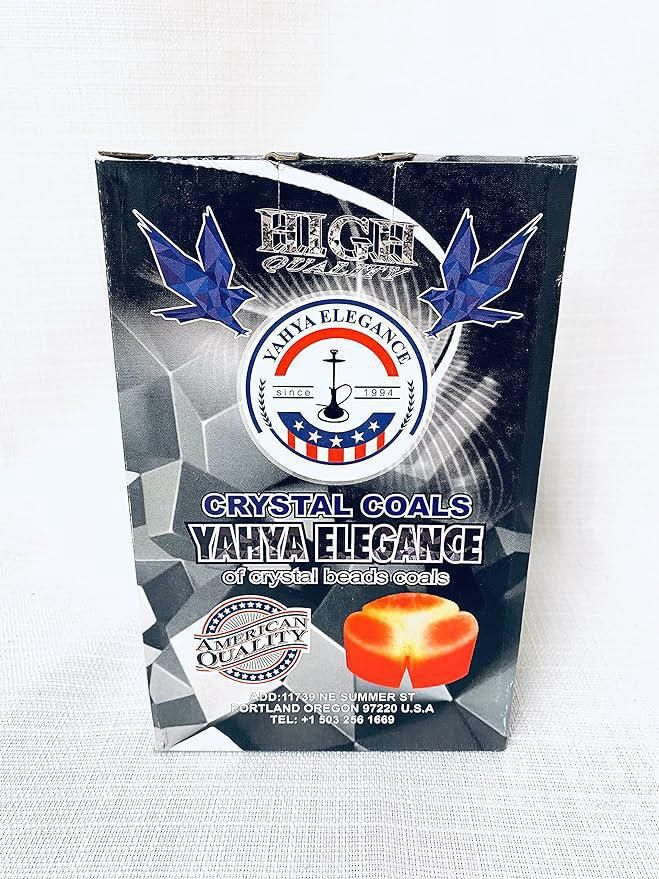 HIGH
QUALITY
YAHYA ELEGANCE
since 1994
CRYSTAL COALS
YAHYA ELEGANCE
of crystal beads coals
AMERICAN
QUALITY
ADD:11739 NE SUMMER ST
PORTLAND OREGON 97220 U.S.A
TEL: +1 503 256 1669